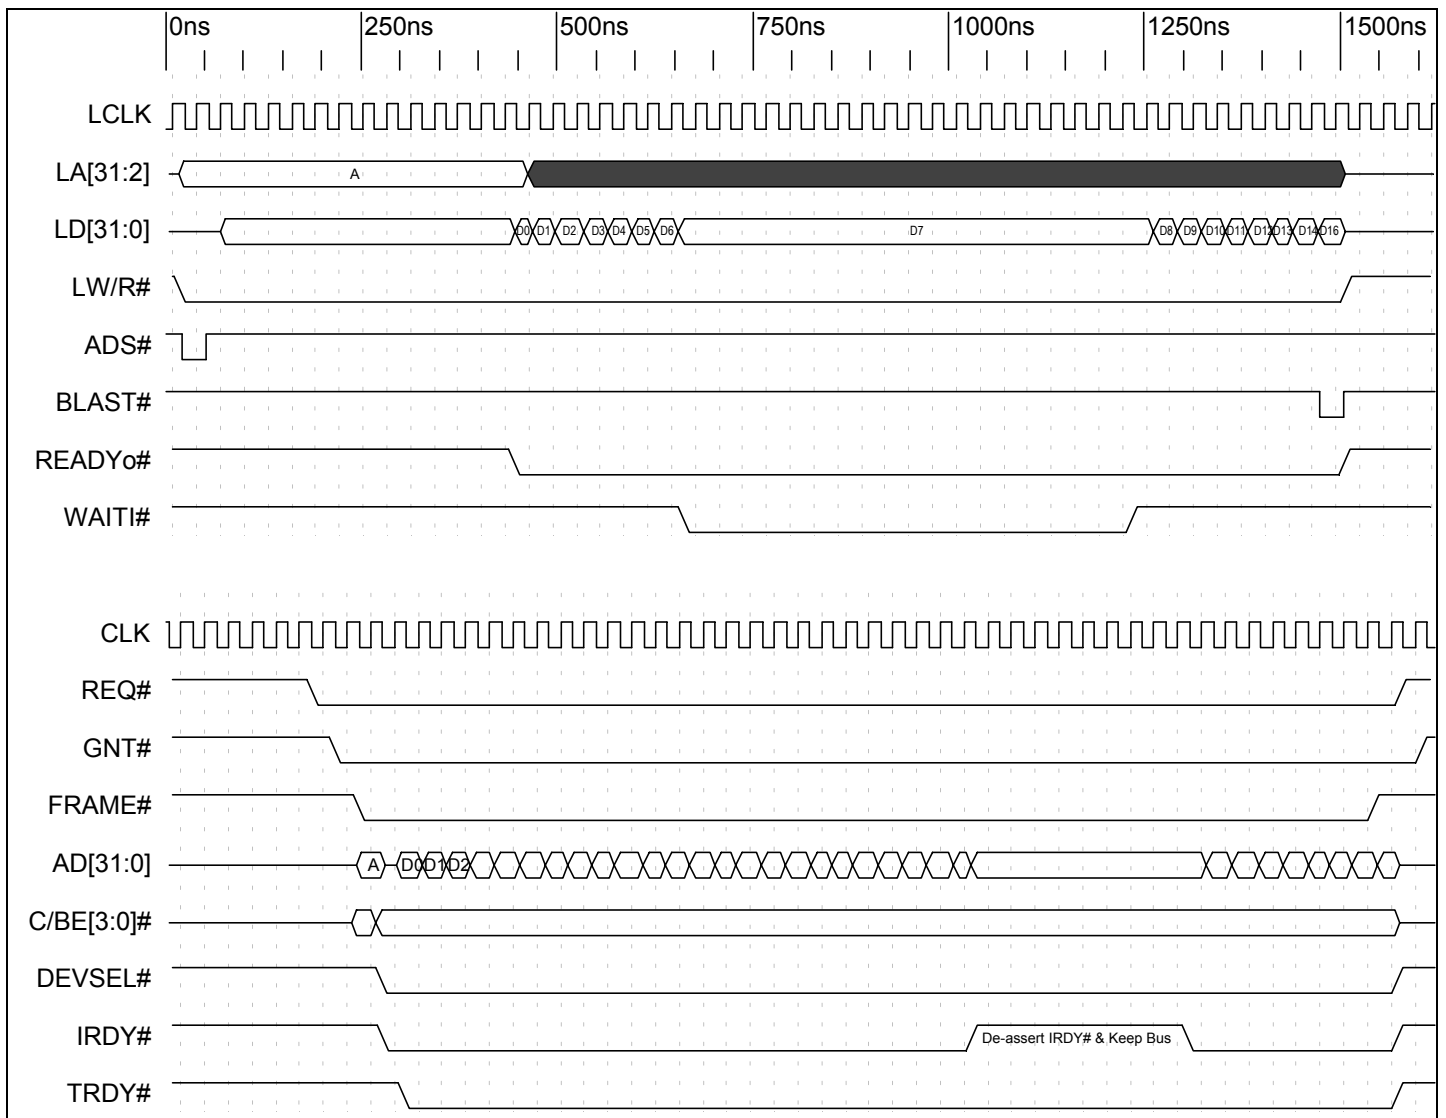 0ns 250ns 500ns 750ns 1000ns 1250ns 1500ns
LCLK
LA[31:2] A
LD[31:0] D0 D1 D2 D3 D4 D5 D6 D7 D8 D9 D10 D11 D12 D13 D14 D16
LW/R#
ADS#
BLAST#
READYo#
WAITI#
CLK
REQ#
GNT#
FRAME#
AD[31:0] A D0 D1 D2
C/BE[3:0]#
DEVSEL#
IRDY# De-assert IRDY# & Keep Bus
TRDY#